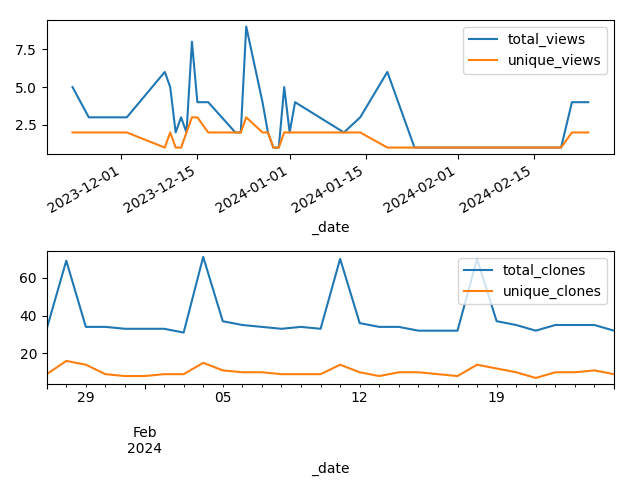 7.5
5.0
2.5
total_views
unique_views
2023-12-01
2023-12-15
2024-01-01
2024-01-15
2024-02-01
2024-02-15
_date
60
40
20
total_clones
unique_clones
29
05
12
19
Feb
2024
_date